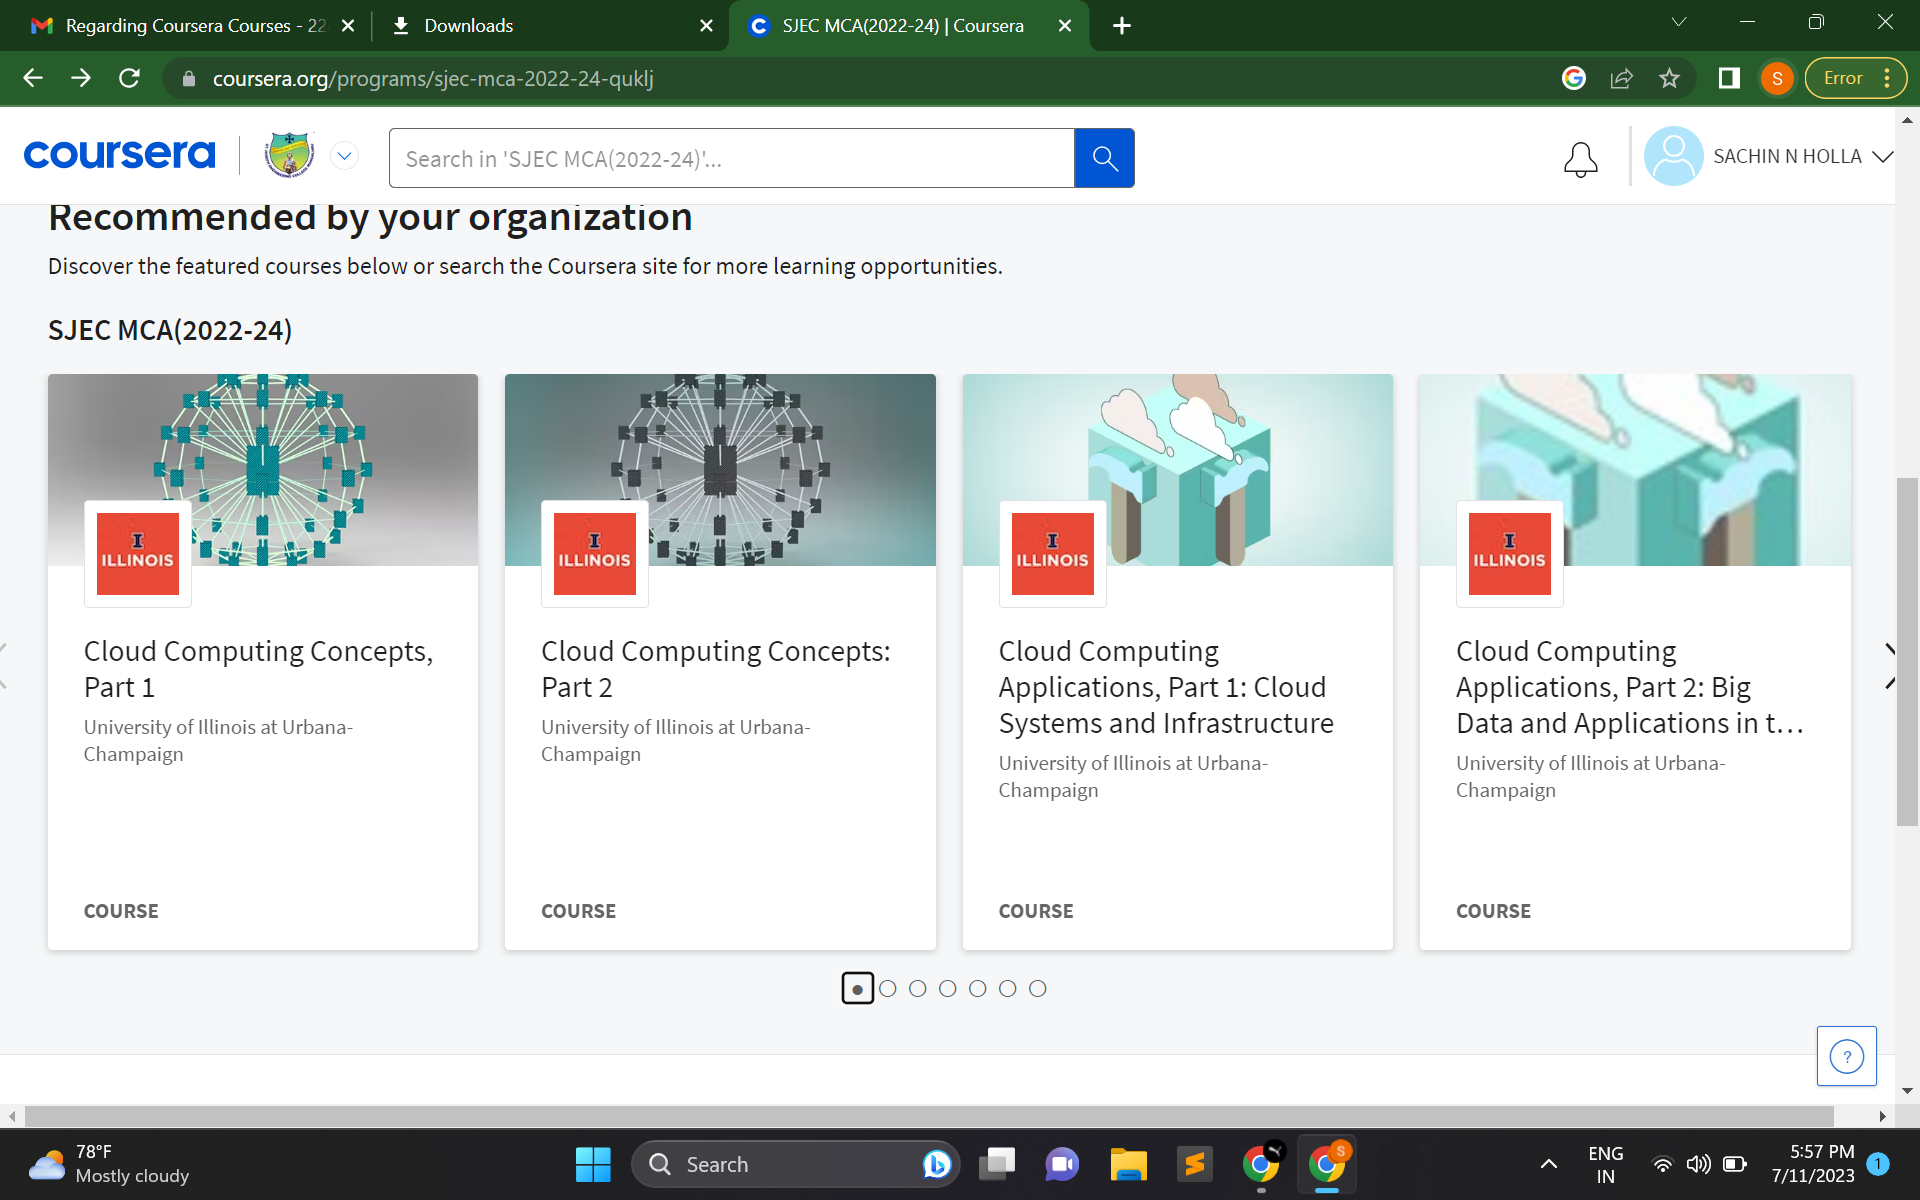 Regarding Coursera Courses - 22
Downloads
SJEC MCA(2022-24) | Coursera
coursera.org/programs/sjec-mca-2022-24-quklj
S
Error
coursera
Search in 'SJEC MCA(2022-24)'...
SACHIN N HOLLA
Recommended by your organization
Discover the featured courses below or search the Coursera site for more learning opportunities.
SJEC MCA(2022-24)
I
ILLINOIS
Cloud Computing Concepts,
Part 1
University of Illinois at Urbana-
Champaign
COURSE
I
ILLINOIS
Cloud Computing Concepts:
Part 2
University of Illinois at Urbana-
Champaign
COURSE
I
ILLINOIS
Cloud Computing
Applications, Part 1: Cloud
Systems and Infrastructure
University of Illinois at Urbana-
Champaign
COURSE
I
ILLINOIS
Cloud Computing
Applications, Part 2: Big
Data and Applications in t...
University of Illinois at Urbana-
Champaign
COURSE
?
78°F
Mostly cloudy
Search
S
ENG
IN
5:57 PM
7/11/2023
1